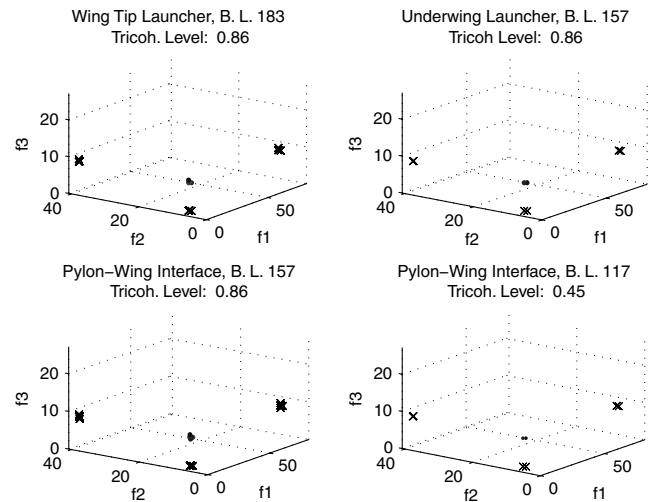 Wing Tip Launcher, B. L. 183
Tricoh. Level: 0.86
20
10
0
f3
40
20
0
f2
0
50
f1
Underwing Launcher, B. L. 157
Tricoh Level: 0.86
20
10
0
f3
40
20
0
f2
0
50
f1
Pylon−Wing Interface, B. L. 157
Tricoh. Level: 0.86
20
10
0
f3
40
20
0
f2
0
50
f1
Pylon−Wing Interface, B. L. 117
Tricoh. Level: 0.45
20
10
0
f3
40
20
0
f2
0
50
f1